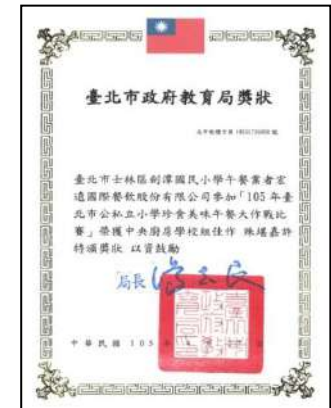 臺北市政府教育局獎狀
臺北市士林區劍潭國民小學午餐業者宏
遠國際餐飲股份有限公司參加「105年臺
北市公私立小學珍食美味午餐大作戰比
賽」榮獲中央廚房學校組佳作 殊堪嘉許
特頒獎狀 以資鼓勵
局長
中華民國 105